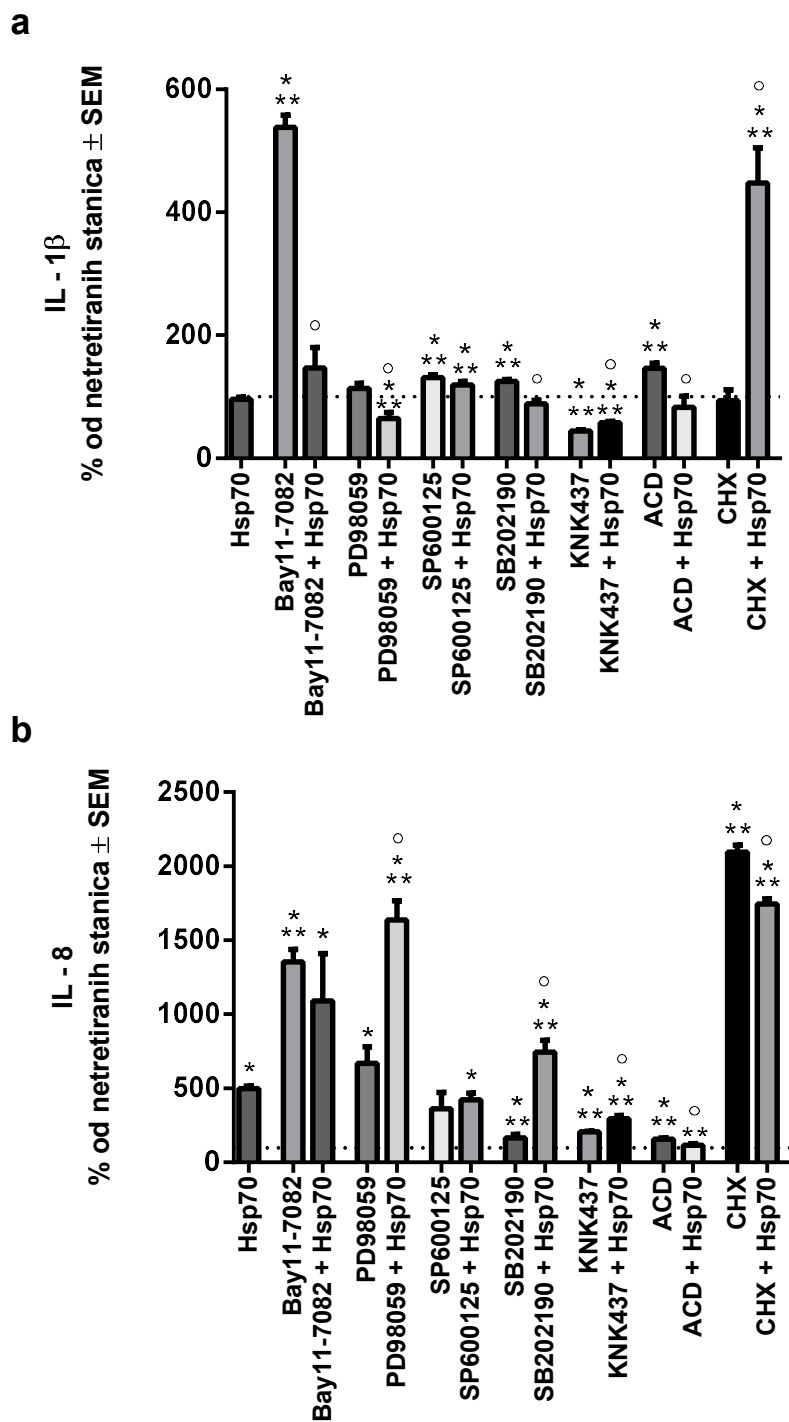 a
IL - 1β
% od netretiranih stanica ± SEM
600
400
200
0
*
**
○
○
*
**
*
**
*
**
*
**
○
*
**
○
*
**
*
**
○
○
*
**
Hsp70
Bay11-7082
Bay11-7082 + Hsp70
PD98059
PD98059 + Hsp70
SP600125
SP600125 + Hsp70
SB202190
SB202190 + Hsp70
KNK437
KNK437 + Hsp70
ACD
ACD + Hsp70
CHX
CHX + Hsp70
b
IL - 8
% od netretiranih stanica ± SEM
2500
2000
1500
1000
500
0
*
*
**
*
*
○
*
**
*
*
**
○
*
**
*
**
○
*
**
*
**
○
**
*
**
○
*
**
Hsp70
Bay11-7082
Bay11-7082 + Hsp70
PD98059
PD98059 + Hsp70
SP600125
SP600125 + Hsp70
SB202190
SB202190 + Hsp70
KNK437
KNK437 + Hsp70
ACD
ACD + Hsp70
CHX
CHX + Hsp70